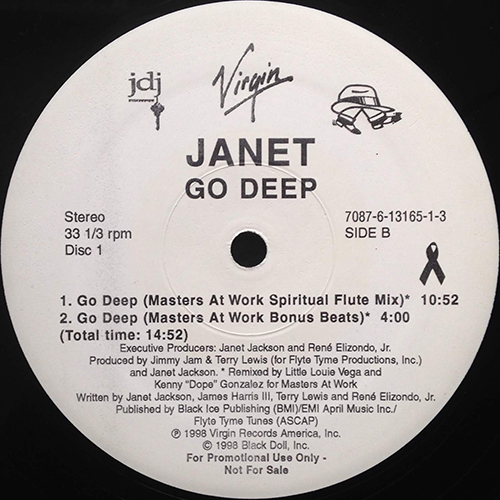 jdj
Virgin
JANET
GO DEEP
Stereo
33 1/3 rpm
Disc 1
7087-6-13165-1-3
SIDE B
1. Go Deep (Masters At Work Spiritual Flute Mix)* 10:52
2. Go Deep (Masters At Work Bonus Beats)* 4:00
(Total time: 14:52)
Executive Producers: Janet Jackson and René Elizondo, Jr.
Produced by Jimmy Jam & Terry Lewis (for Flyte Tyme Productions, Inc.)
and Janet Jackson. * Remixed by Little Louie Vega and
Kenny "Dope" Gonzalez for Masters At Work
Written by Janet Jackson, James Harris III, Terry Lewis and René Elizondo, Jr.
Published by Black Ice Publishing (BMI)/EMI April Music Inc./
Flyte Tyme Tunes (ASCAP)
℗ 1998 Virgin Records America, Inc.
© 1998 Black Doll, Inc.
For Promotional Use Only -
Not For Sale